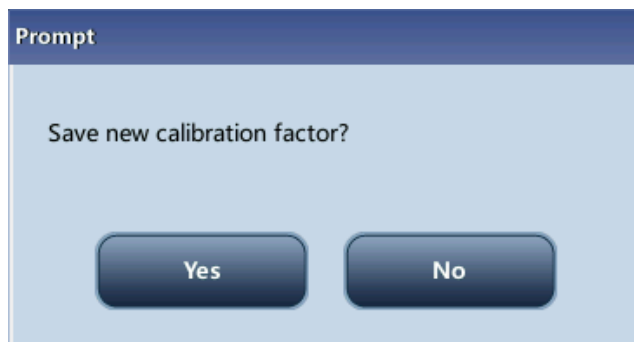 Prompt
Save new calibration factor?
Yes
No